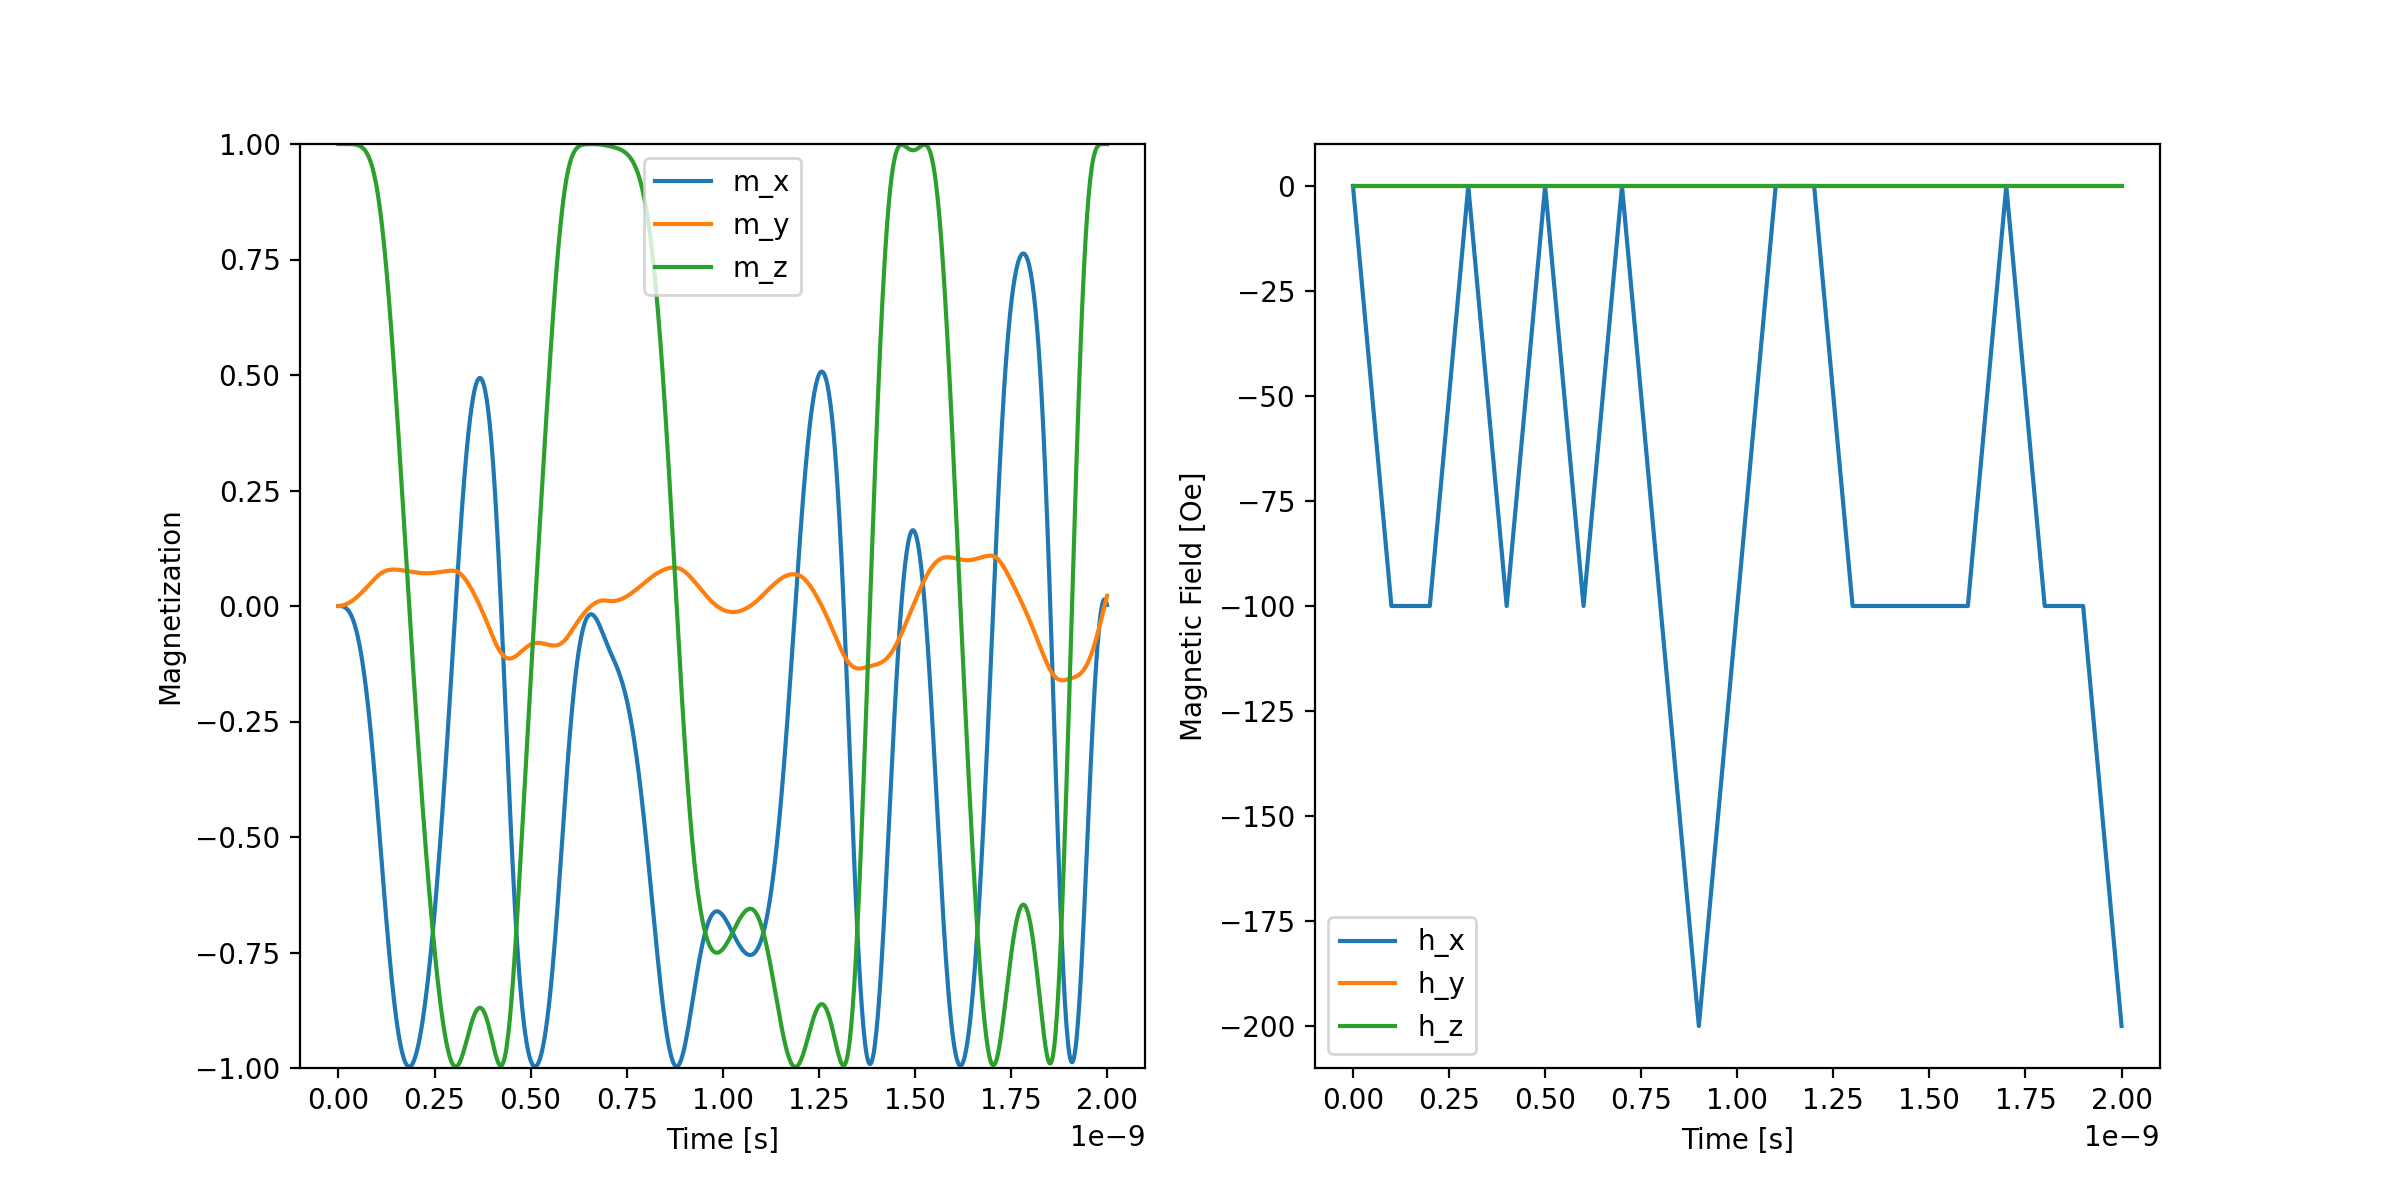 1.00
0.75
0.50
0.25
0.00
−0.25
−0.50
−0.75
−1.00
Magnetization
m_x
m_y
m_z
0.00 0.25 0.50 0.75 1.00 1.25 1.50 1.75 2.00
Time [s]
1e−9
0
−25
−50
−75
−100
−125
−150
−175
−200
Magnetic Field [Oe]
h_x
h_y
h_z
0.00 0.25 0.50 0.75 1.00 1.25 1.50 1.75 2.00
Time [s]
1e−9